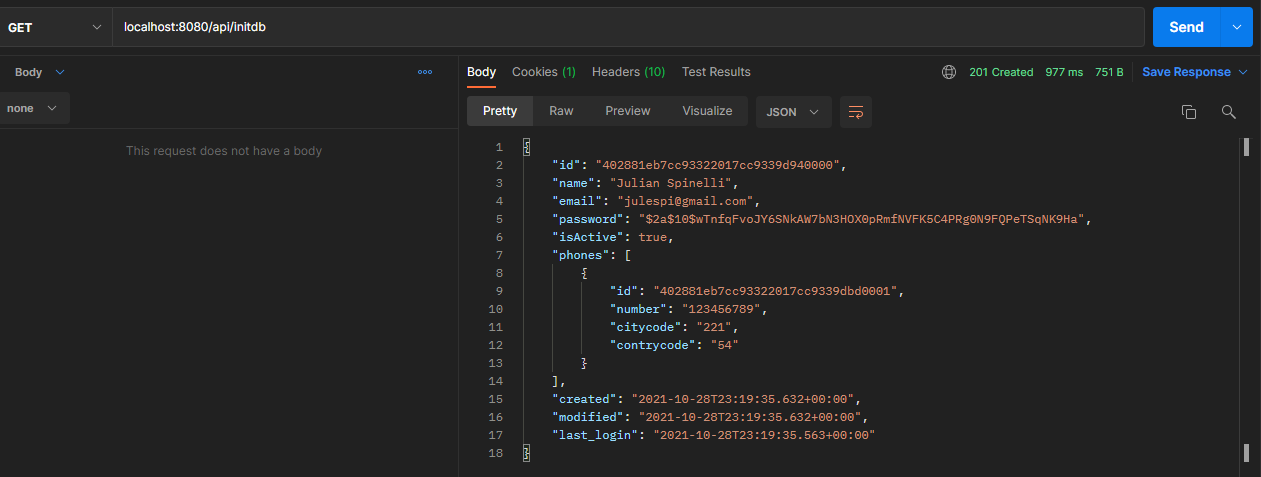 GET localhost:8080/api/initdb Send
Body
none
This request does not have a body
Body Cookies (1) Headers (10) Test Results 201 Created 977 ms 751 B Save Response
Pretty Raw Preview Visualize JSON
1 {
2 "id": "402881eb7cc93322017cc9339d940000",
3 "name": "Julian Spinelli",
4 "email": "julespi@gmail.com",
5 "password": "$2a$10$wTnfqFvoJY6SNkAW7bN3HOX0pRmfNVFK5C4PRg0N9FQPeTSqNK9Ha",
6 "isActive": true,
7 "phones": [
8 {
9 "id": "402881eb7cc93322017cc9339dbd0001",
10 "number": "123456789",
11 "citycode": "221",
12 "contrycode": "54"
13 }
14 ],
15 "created": "2021-10-28T23:19:35.632+00:00",
16 "modified": "2021-10-28T23:19:35.632+00:00",
17 "last_login": "2021-10-28T23:19:35.563+00:00"
18 }